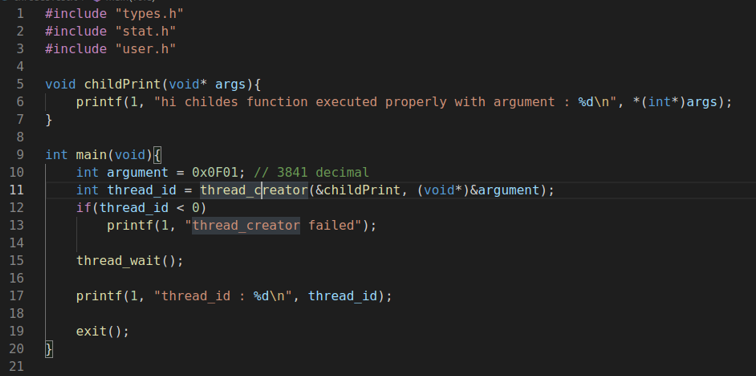 1 #include "types.h"
2 #include "stat.h"
3 #include "user.h"
4
5 void childPrint(void* args){
6     printf(1, "hi childes function executed properly with argument : %d\n", *(int*)args);
7 }
8
9 int main(void){
10     int argument = 0x0F01; // 3841 decimal
11     int thread_id = thread_creator(&childPrint, (void*)&argument);
12     if(thread_id < 0)
13         printf(1, "thread_creator failed");
14
15     thread_wait();
16
17     printf(1, "thread_id : %d\n", thread_id);
18
19     exit();
20 }
21